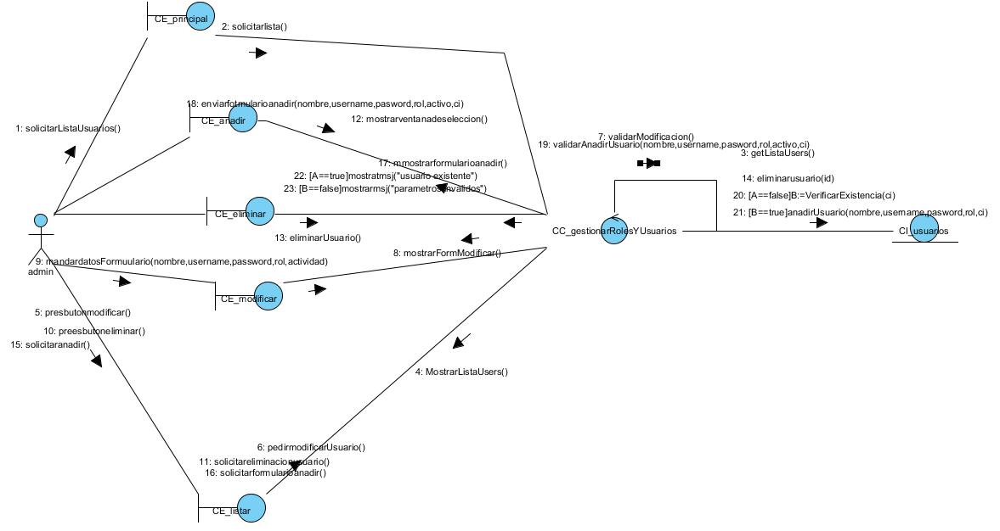 CE_principal
2: solicitarlista()
18: enviarfotmularioanadir(nombre,username,pasword,rol,activo,ci)
CE_anadir
12: mostrarventanadeseleccion()
1: solicitarListaUsuarios()
7: validarModificacion()
19: validarAnadirUsuario(nombre,username,pasword,rol,activo,ci)
3: getListaUsers()
17: mmostrarformularioanadir()
22: [A==true]mostratmsj("usuario existente")
14: eliminarusuario(id)
23: [B==false]mostrarmsj("parametros invalidos")
20: [A==false]B:=VerificarExistencia(ci)
CE_eliminar
21: [B==true]anadirUsuario(nombre,username,pasword,rol,ci)
CC_gestionarRolesYUsuarios
CI_usuarios
13: eliminarUsuario()
8: mostrarFormModificar()
9: mandardatosFormuulario(nombre,username,password,rol,actividad)
admin
CE_modificar
5: presbutonmodificar()
10: preesbutoneliminar()
15: solicitaranadir()
4: MostrarListaUsers()
6: pedirmodificarUsuario()
11: solicitareliminacionusuario()
16: solicitarformularioanadir()
CE_listar